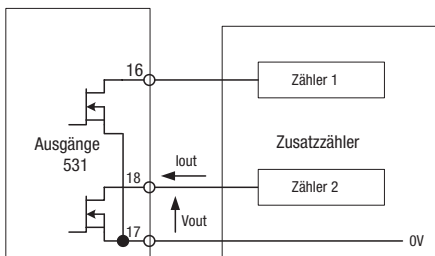 16
Zähler 1
Ausgänge
531
Zusatzzähler
Iout
18
Zähler 2
Vout
17
0V